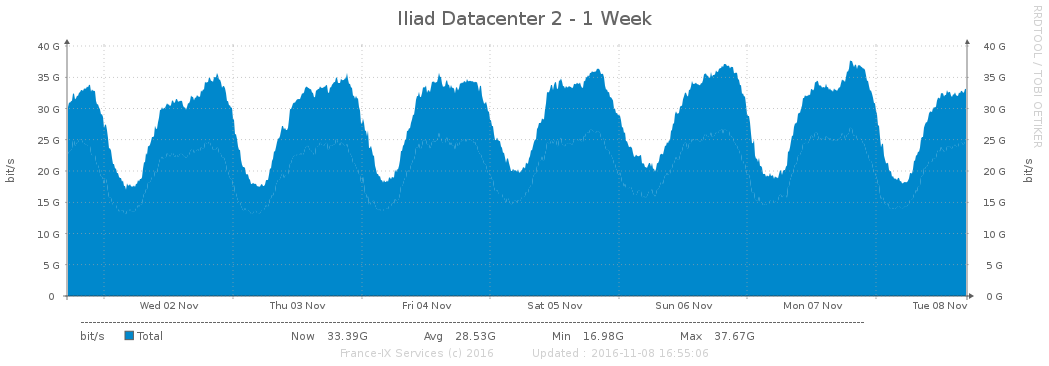 Iliad Datacenter 2 - 1 Week
RRDTOOL / TOBI OETIKER
40 G 40 G
35 G 35 G
30 G 30 G
25 G 25 G
20 G 20 G
15 G 15 G
10 G 10 G
5 G 5 G
0 0 G
bit/s bit/s
Wed 02 Nov Thu 03 Nov Fri 04 Nov Sat 05 Nov Sun 06 Nov Mon 07 Nov Tue 08 Nov
bit/s Total Now 33.39G Avg 28.53G Min 16.98G Max 37.67G
France-IX Services (c) 2016 Updated : 2016-11-08 16:55:06